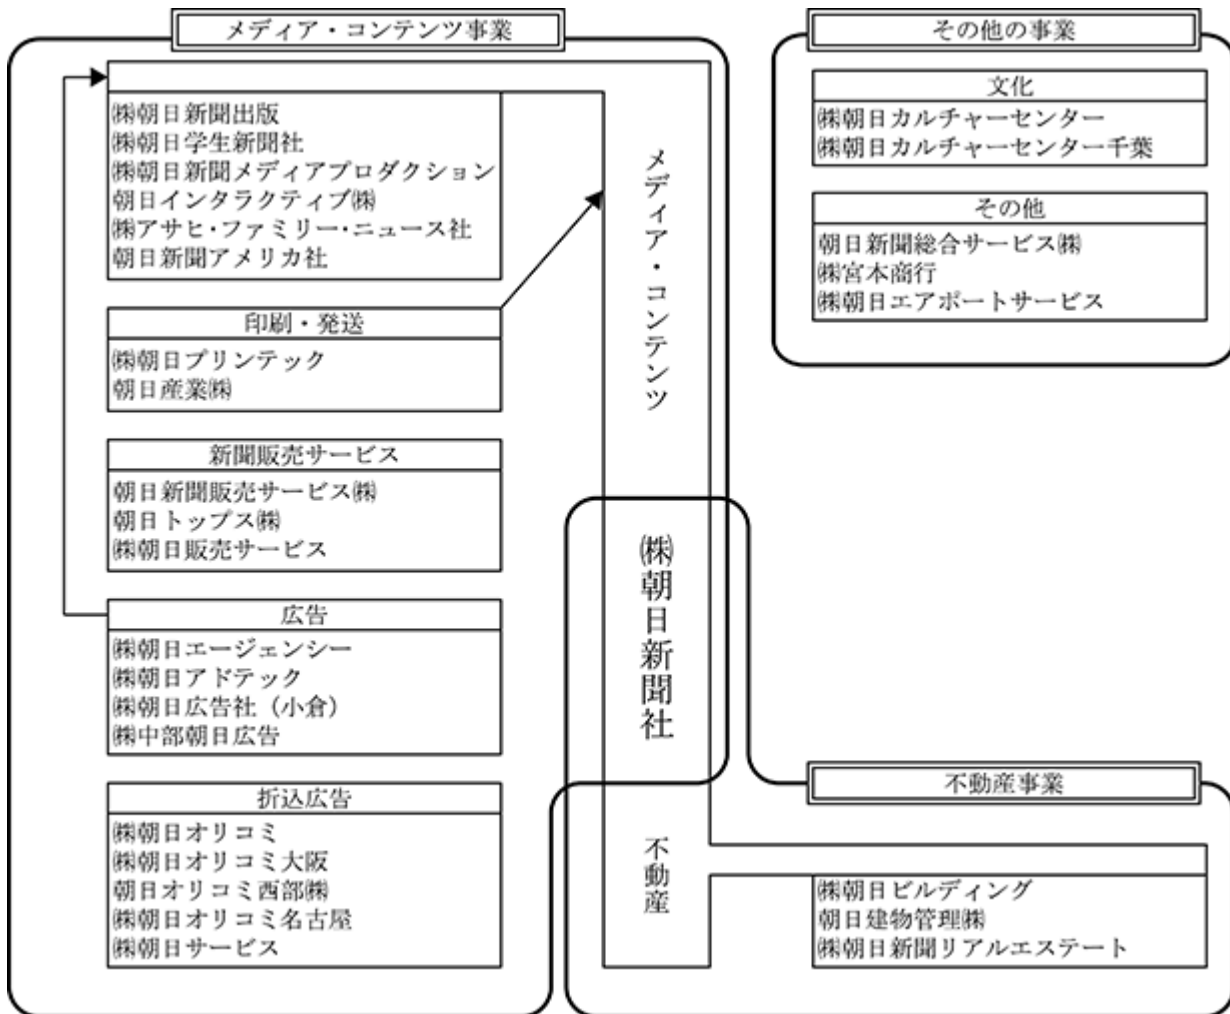 メディア・コンテンツ事業
㈱朝日新聞出版
㈱朝日学生新聞社
㈱朝日新聞メディアプロダクション
朝日インタラクティブ㈱
㈱アサヒ･ファミリー･ニュース社
朝日新聞アメリカ社
印刷・発送
㈱朝日プリンテック
朝日産業㈱
新聞販売サービス
朝日新聞販売サービス㈱
朝日トップス㈱
㈱朝日販売サービス
広告
㈱朝日エージェンシー
㈱朝日アドテック
㈱朝日広告社（小倉）
㈱中部朝日広告
折込広告
㈱朝日オリコミ
㈱朝日オリコミ大阪
朝日オリコミ西部㈱
㈱朝日オリコミ名古屋
㈱朝日サービス
メディア・コンテンツ
㈱朝日新聞社
不動産
その他の事業
文化
㈱朝日カルチャーセンター
㈱朝日カルチャーセンター千葉
その他
朝日新聞総合サービス㈱
㈱宮本商行
㈱朝日エアポートサービス
不動産事業
㈱朝日ビルディング
朝日建物管理㈱
㈱朝日新聞リアルエステート